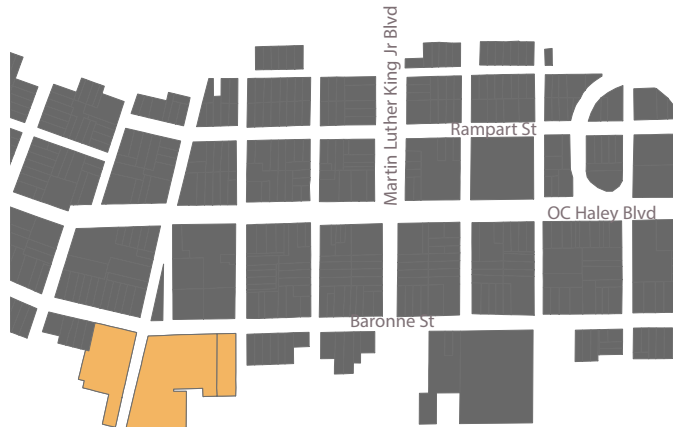 Martin Luther King Jr Blvd
Rampart St
OC Haley Blvd
Baronne St